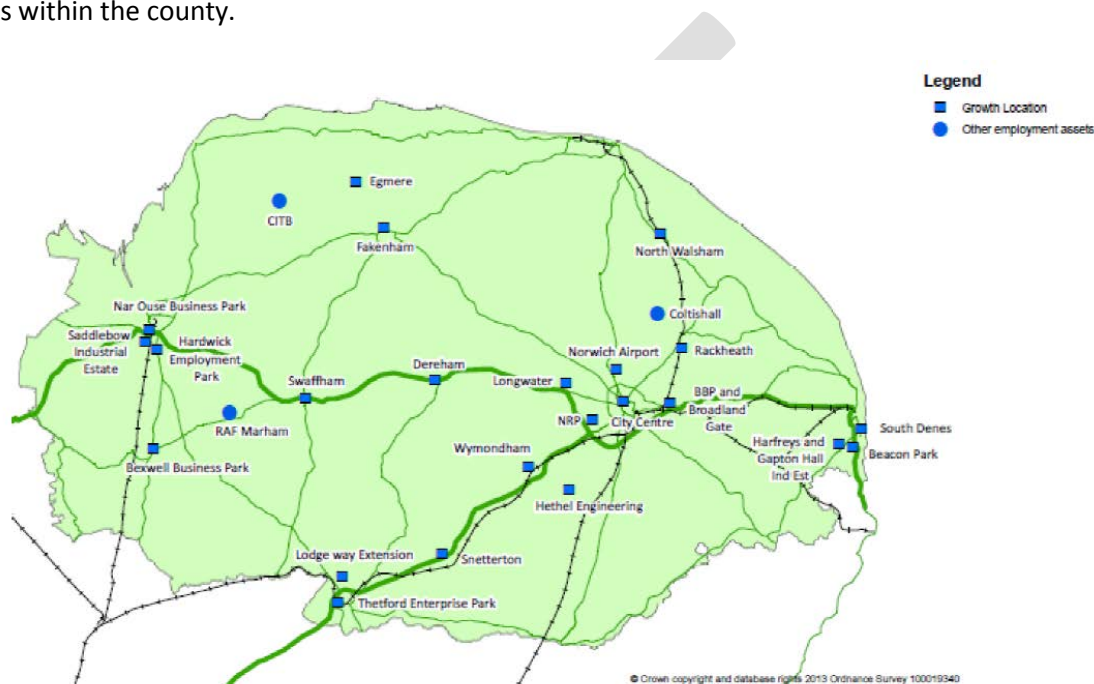 s within the county.
Legend
Growth Location
Other employment assets
Egmere
CITB
Fakenham
North Walsham
Nar Ouse Business Park
Coltishall
Saddlebow
Industrial
Estate
Hardwick
Employment
Park
Norwich Airport
Rackheath
Dereham
Swaffham
Longwater
BBP and
Broadland
Gate
RAF Marham
NRP
City Centre
South Denes
Wymondham
Harfreys and
Gapton Hall
Ind Est
Beacon Park
Bexwell Business Park
Hethel Engineering
Lodge way Extension
Snetterton
Thetford Enterprise Park
© Crown copyright and database rights 2013 Ordnance Survey 100019340